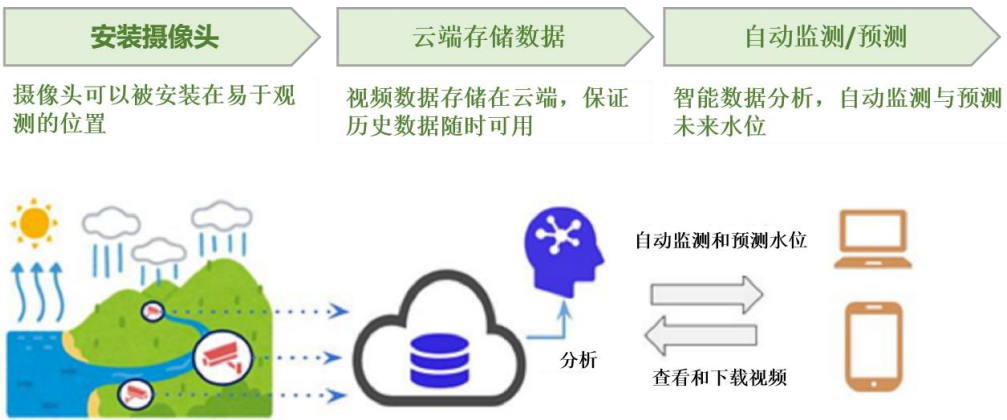 安装摄像头
云端存储数据
自动监测/预测
摄像头可以被安装在易于观
测的位置
视频数据存储在云端，保证
历史数据随时可用
智能数据分析，自动监测与预测
未来水位
自动监测和预测水位
分析
查看和下载视频